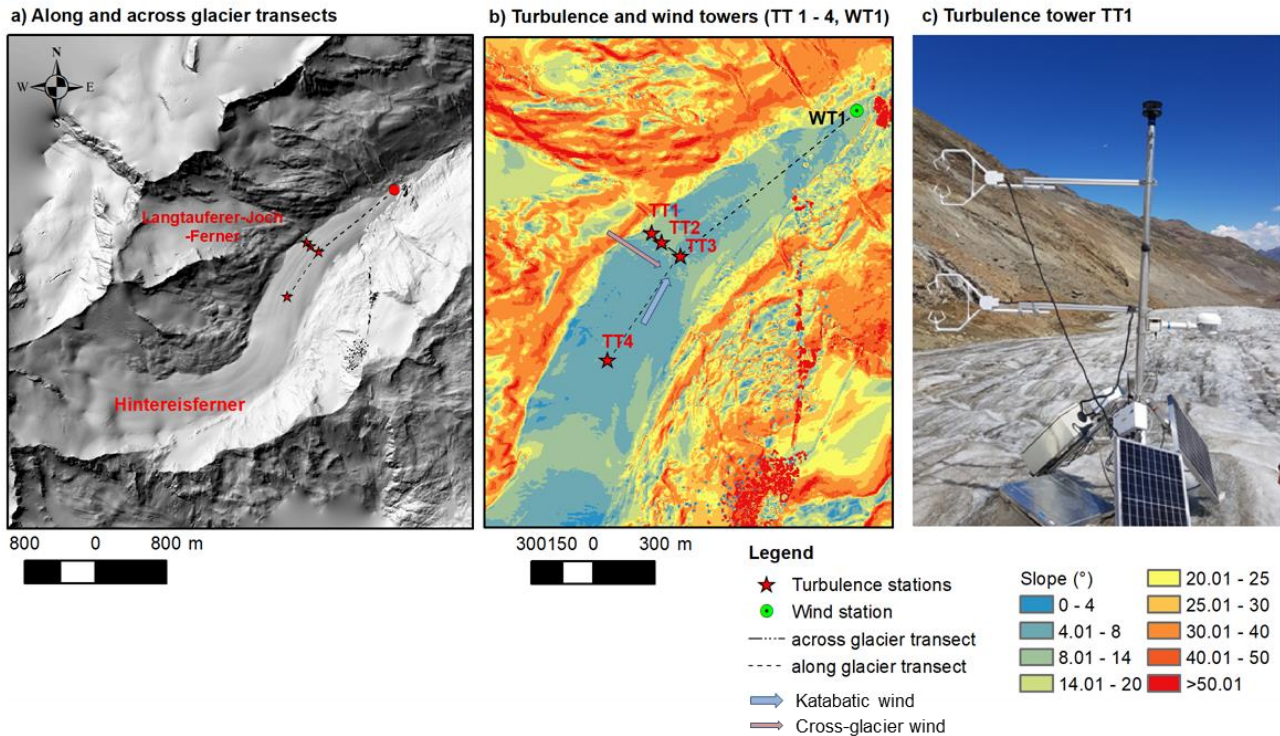 a) Along and across glacier transects
b) Turbulence and wind towers (TT 1 - 4, WT1)
c) Turbulence tower TT1
N
W
E
S
Langtauferer-Joch
-Ferner
Hintereisferner
800 0 800 m
WT1
TT1
TT2
TT3
TT4
300150 0 300 m
Legend
Turbulence stations
Wind station
across glacier transect
along glacier transect
Katabatic wind
Cross-glacier wind
Slope (°)
0 - 4
4.01 - 8
8.01 - 14
14.01 - 20
20.01 - 25
25.01 - 30
30.01 - 40
40.01 - 50
>50.01